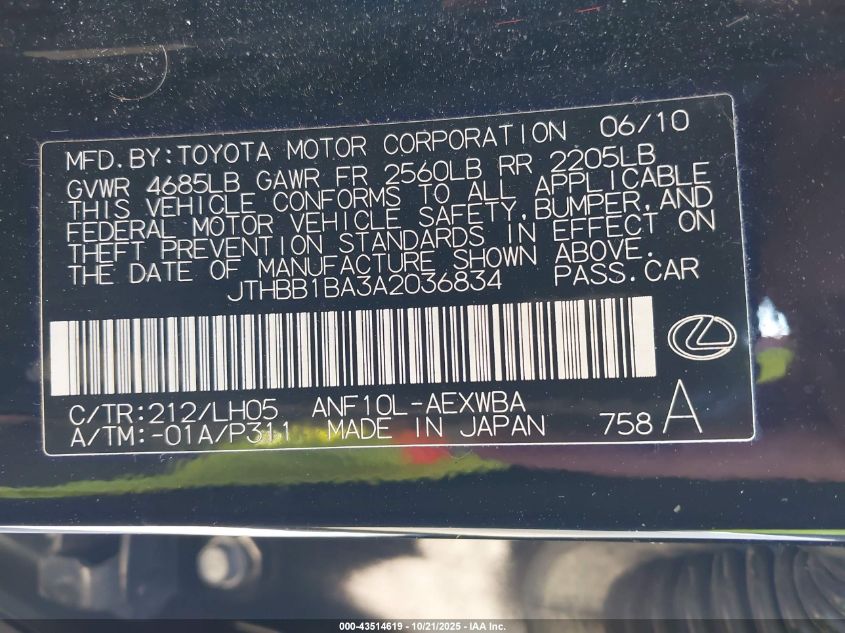 MFD.BY:TOYOTA MOTOR CORPORATION 06/10
GVWR 4685LB GAWR FR 2560LB RR 2205LB
THIS VEHICLE CONFORMS TO ALL APPLICABLE
FEDERAL MOTOR VEHICLE SAFETY,BUMPER,AND
THEFT PREVENTION STANDARDS IN EFFECT ON
THE DATE OF MANUFACTURE SHOWN ABOVE.
JTHBB1BA3A2036834 PASS.CAR
C/TR:212/LH05 ANF10L-AEXWBA
A/TM:-01A/P311 MADE IN JAPAN 758 A
000-43514619 - 10/21/2025 - IAA Inc.